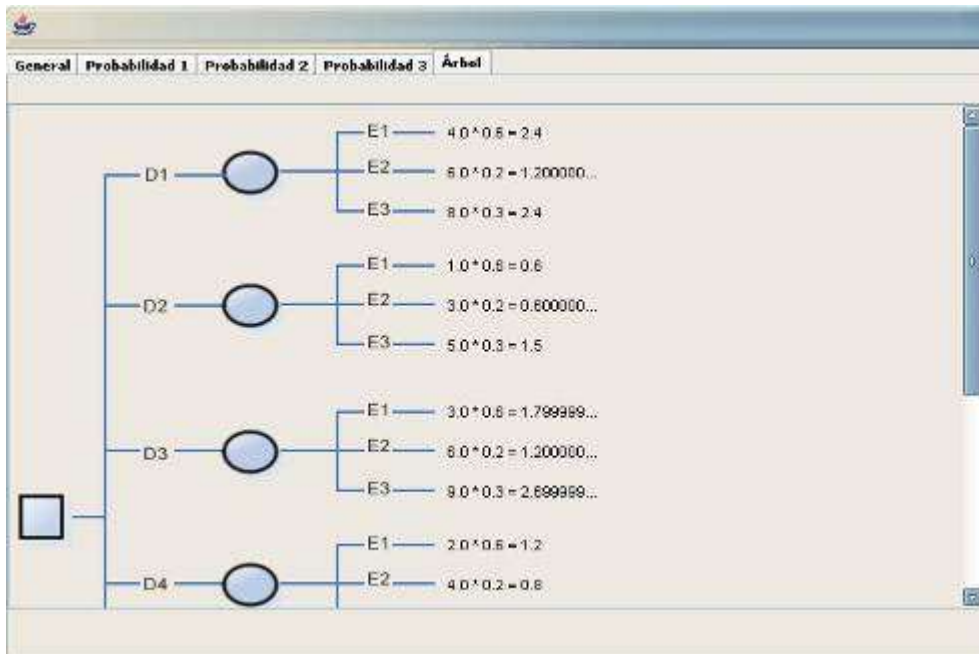 General Probabilidad 1 Probabilidad 2 Probabilidad 3 Árbol
D1
E1 4.0 * 0.6 = 2.4
E2 6.0 * 0.2 = 1.200000...
E3 8.0 * 0.3 = 2.4
D2
E1 1.0 * 0.6 = 0.6
E2 3.0 * 0.2 = 0.600000...
E3 5.0 * 0.3 = 1.5
D3
E1 3.0 * 0.6 = 1.799999...
E2 6.0 * 0.2 = 1.200000...
E3 9.0 * 0.3 = 2.699999...
D4
E1 2.0 * 0.6 = 1.2
E2 4.0 * 0.2 = 0.8